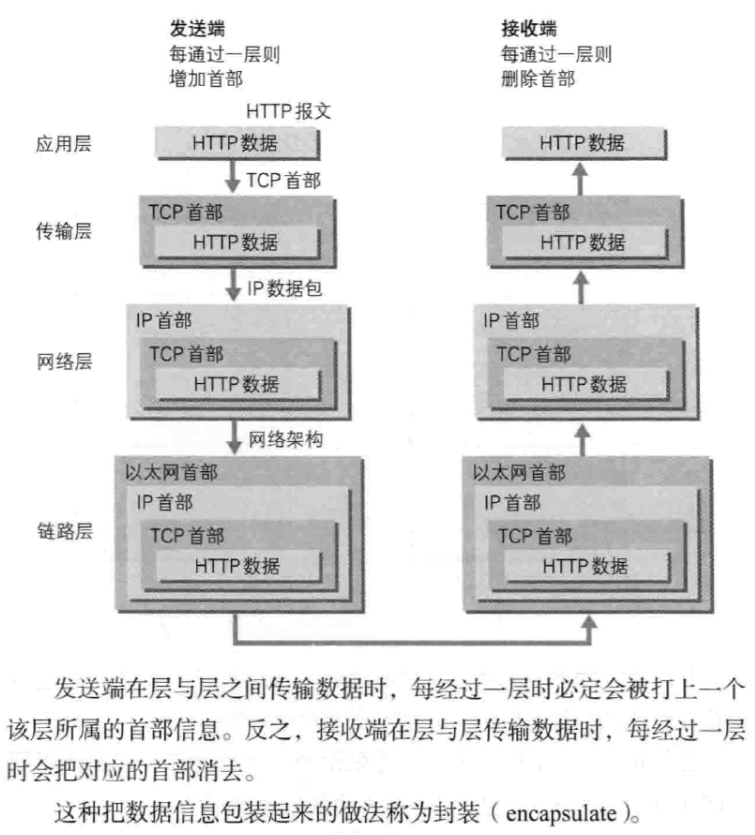 发送端
每通过一层则
增加首部
接收端
每通过一层则
删除首部
HTTP报文
应用层
HTTP数据
HTTP数据
TCP首部
传输层
TCP首部
HTTP数据
TCP首部
HTTP数据
IP数据包
网络层
IP首部
TCP首部
HTTP数据
IP首部
TCP首部
HTTP数据
网络架构
链路层
以太网首部
IP首部
TCP首部
HTTP数据
以太网首部
IP首部
TCP首部
HTTP数据
发送端在层与层之间传输数据时，每经过一层时必定会被打上一个
该层所属的首部信息。反之，接收端在层与层传输数据时，每经过一层
时会把对应的首部消去。
这种把数据信息包装起来的做法称为封装（encapsulate）。